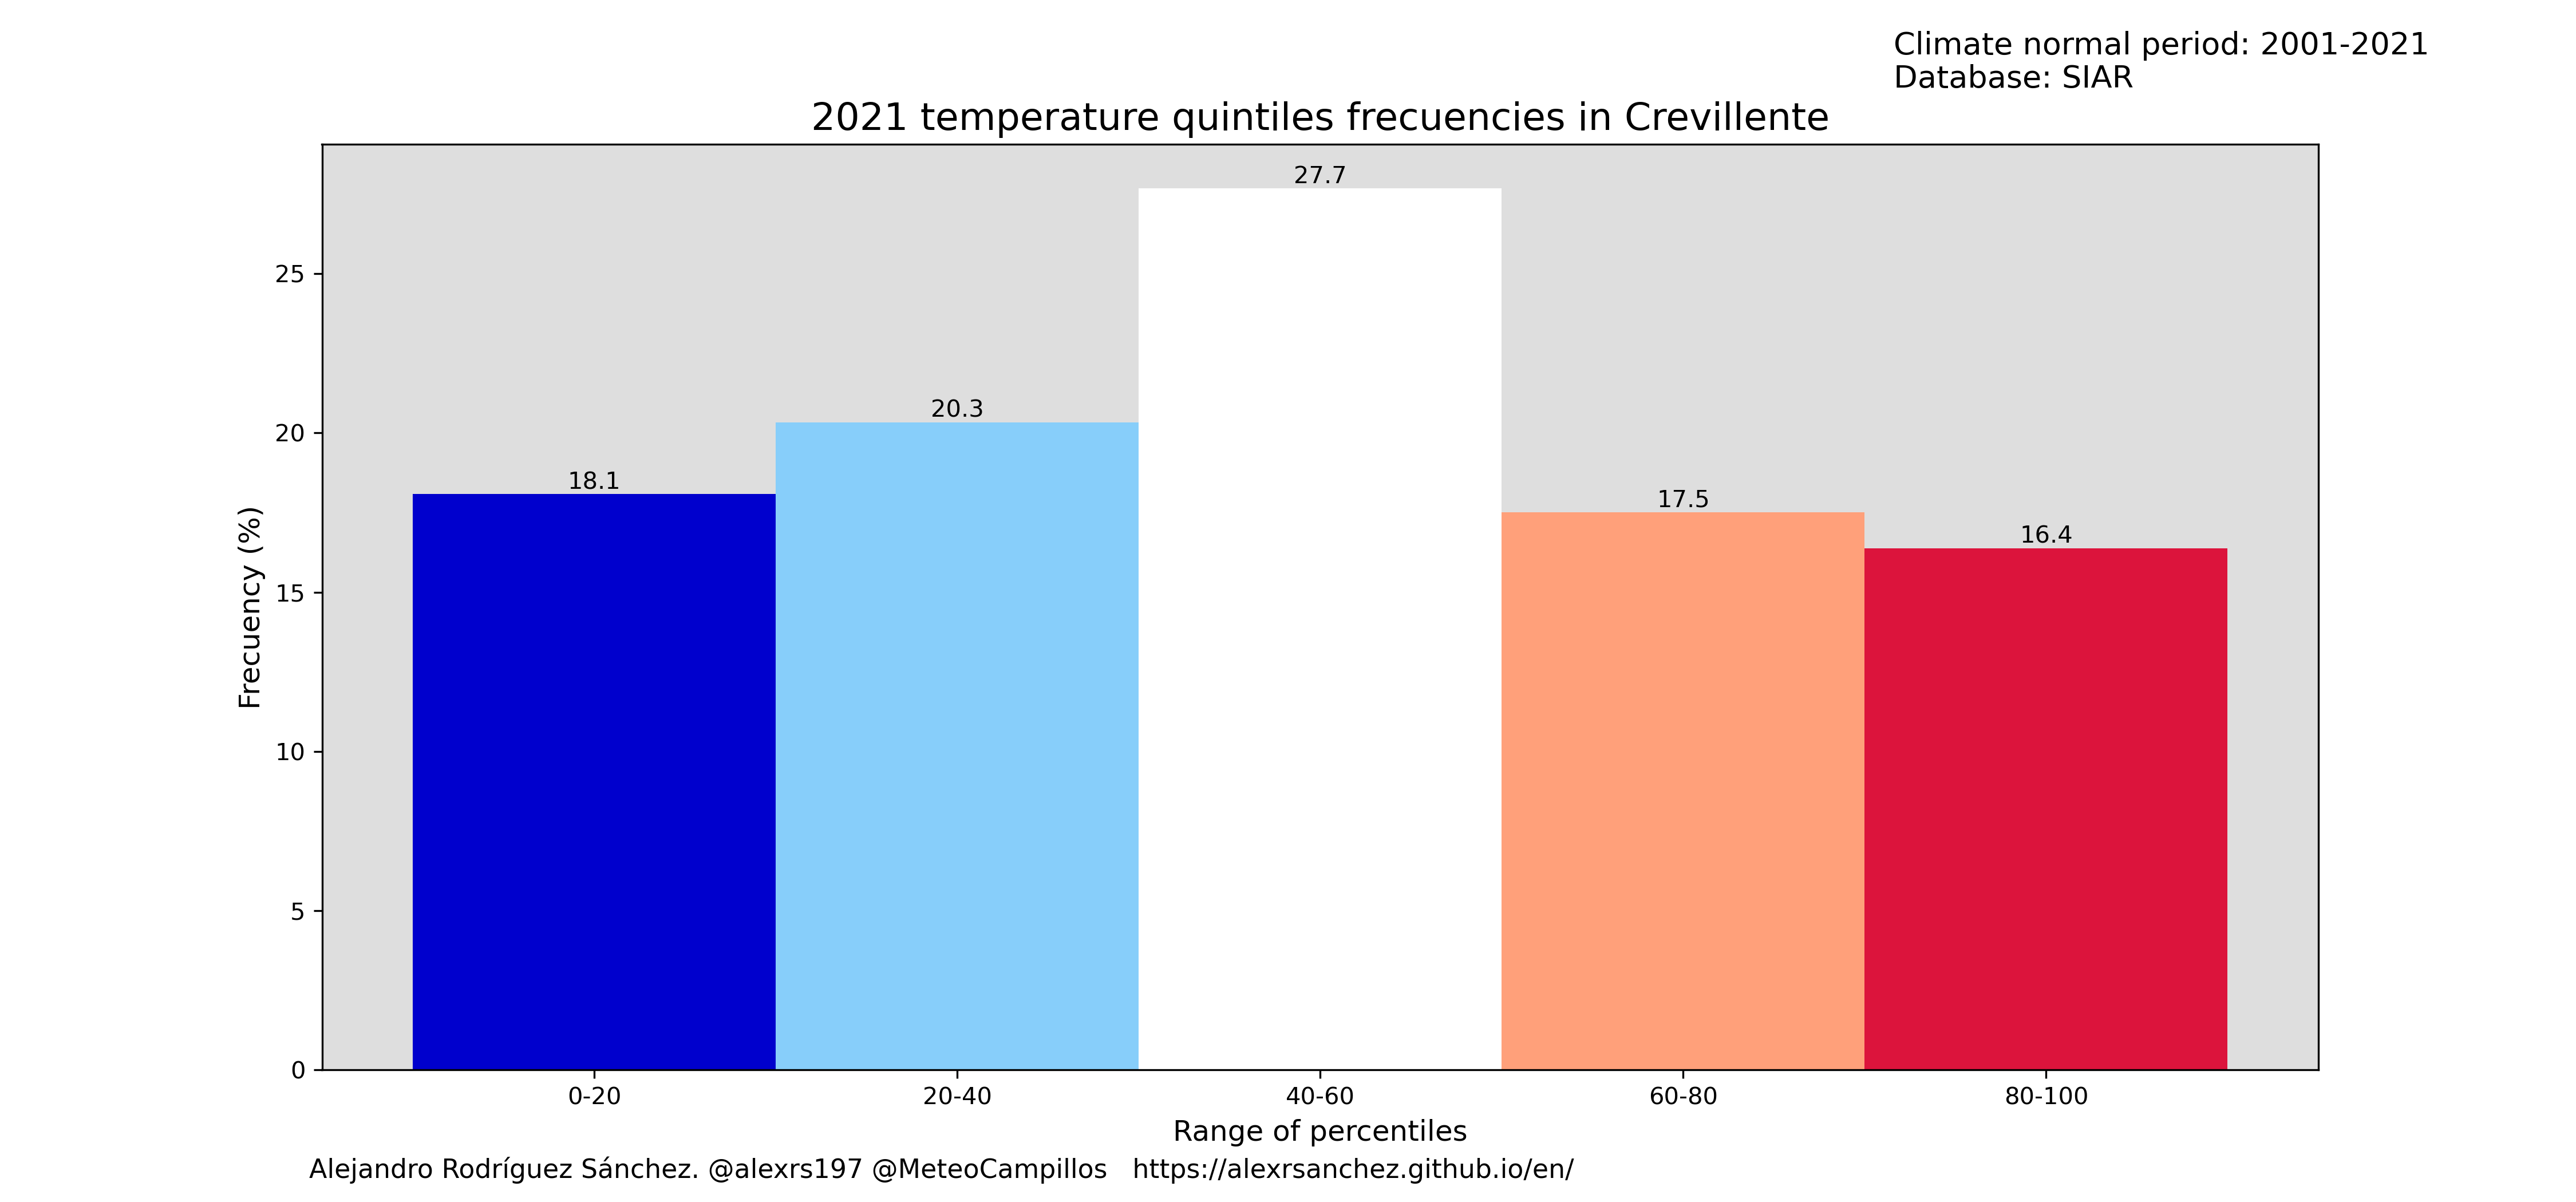 Climate normal period: 2001-2021
Database: SIAR
2021 temperature quintiles frecuencies in Crevillente
27.7
25
20.3
20
18.1
17.5
16.4
Frecuency (%)
15
10
5
0
0-20 20-40 40-60 60-80 80-100
Range of percentiles
Alejandro Rodríguez Sánchez. @alexrs197 @MeteoCampillos https://alexrsanchez.github.io/en/